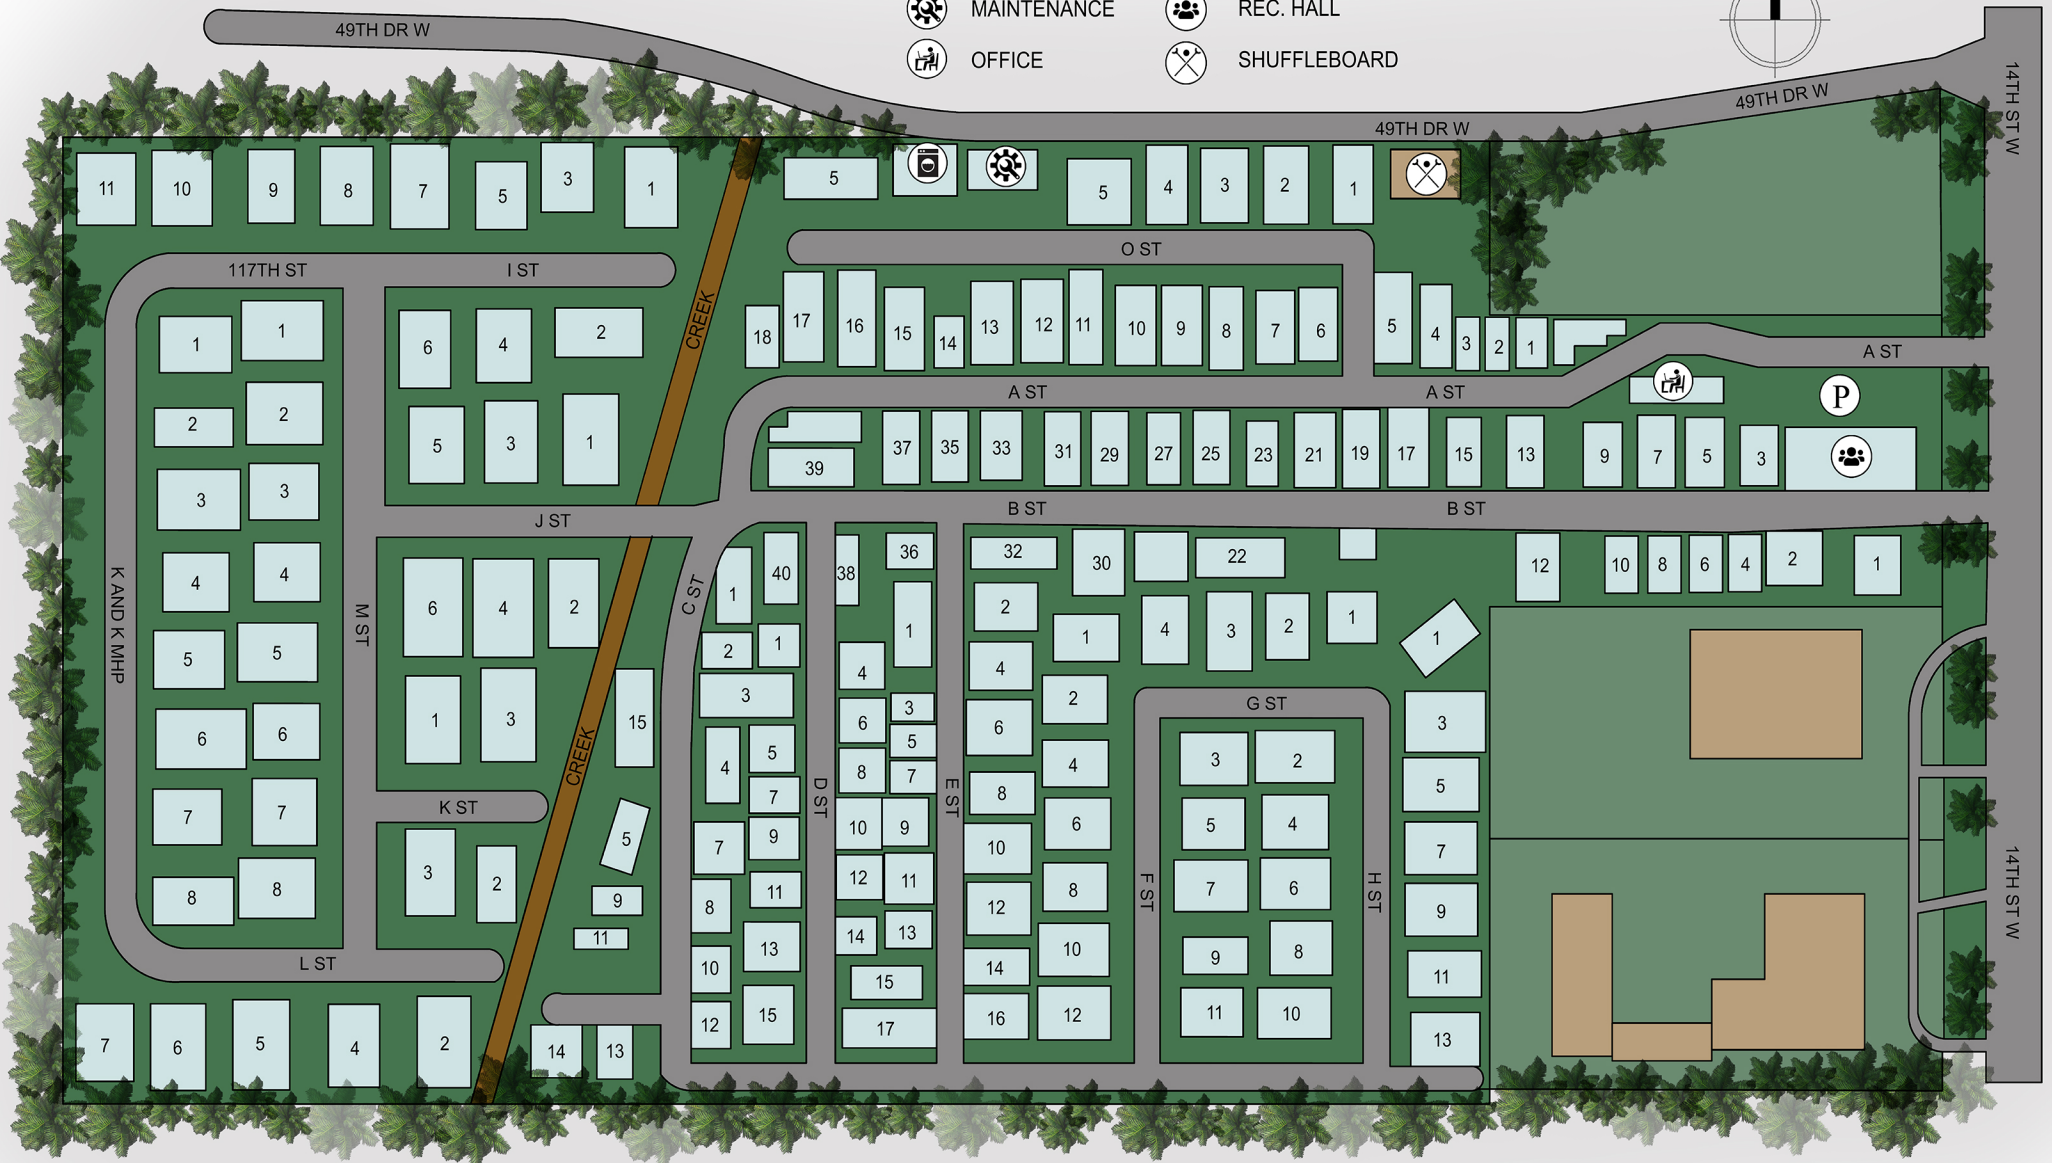 MAINTENANCE
REC. HALL
OFFICE
SHUFFLEBOARD
49TH DR W
49TH DR W
49TH DR W
14TH ST W
11 10 9 8 7 5 3 1
5
5 4 3 2 1
117TH ST
I ST
O ST
CREEK
1 1
2 2
3 3
4 4
5 5
6 6
7 7
8 8
6 4 2
5 3 1
18 17 16 15 14 13 12 11 10 9 8 7 6
5 4 3 2 1
A ST
A ST
A ST
P
39 37 35 33 31 29 27 25 23 21 19 17 15 13 9 7 5 3
J ST
B ST
B ST
K AND K MHP
M ST
C ST
6 4 2
1 3
15
CREEK
K ST
3 2
5
9
11
L ST
7 6 5 4 2
14 13
1 40
2 1
3
4 5
7
7 9
8 11
10 13
12 15
D ST
38 36
1
4
6 3
5
8 7
10 9
12 11
14 13
15
17
E ST
32 30 22
2 1
4 2
6 4
8 6
10 8
12 10
14
16 12
4 3 2 1
1
G ST
F ST
H ST
3 2
5 4
7 6
9 8
11 10
3
5
7
9
11
13
12 10 8 6 4 2 1
14TH ST W